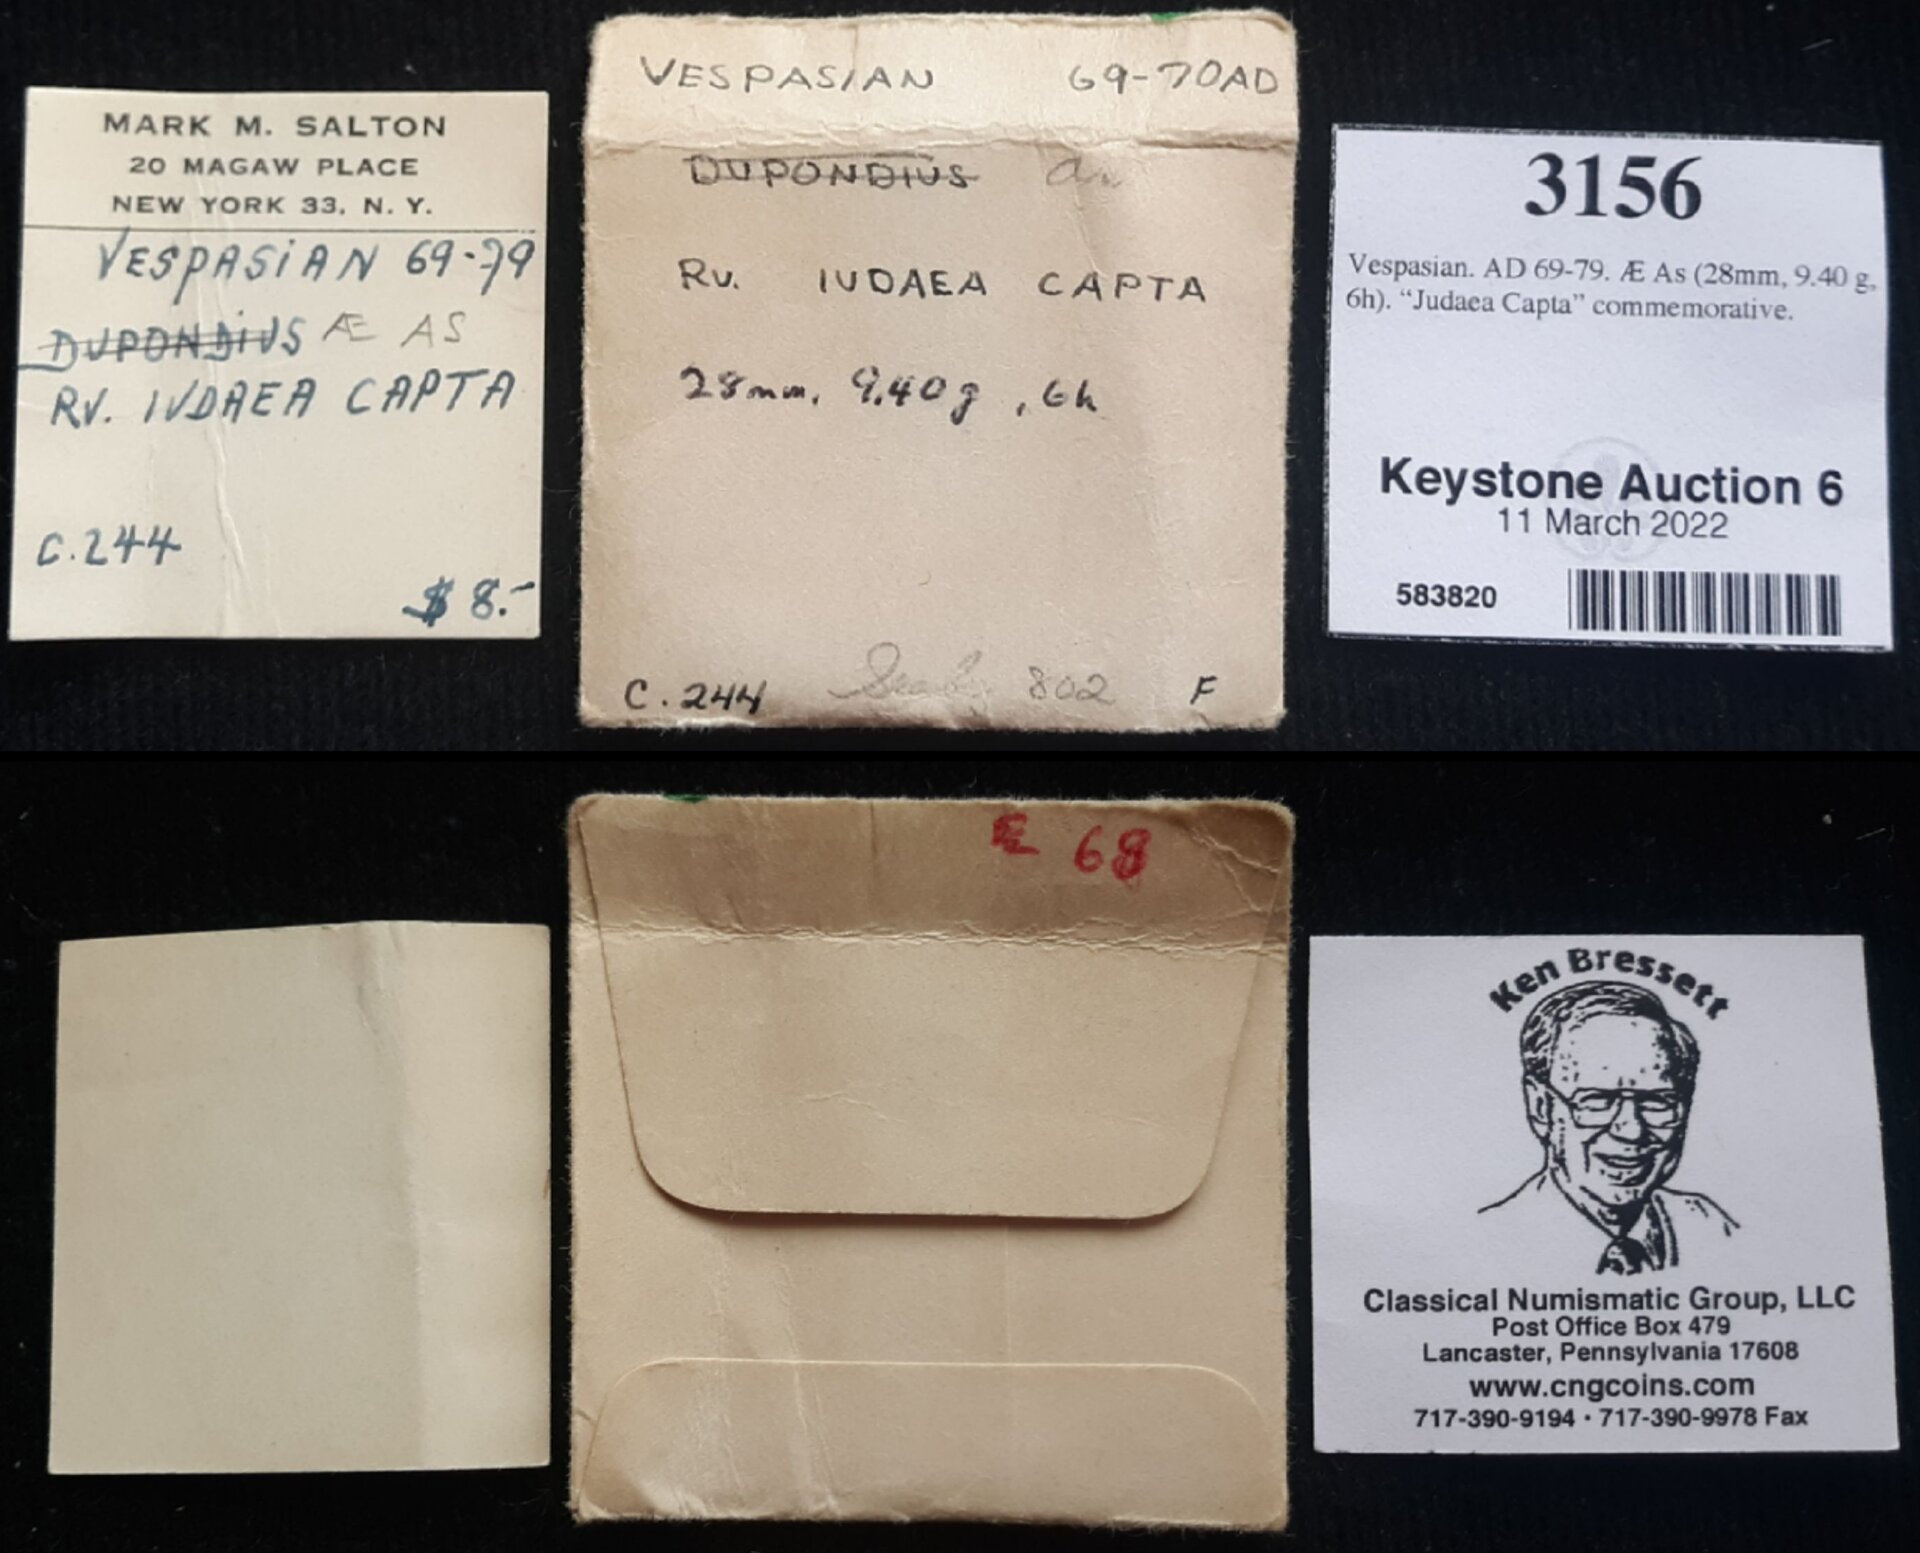 MARK M. SALTON
20 MAGAW PLACE
NEW YORK 33, N. Y.
VESPASiAN 69-79
DUPONDiUS Æ AS
RV. IVDAEA CAPTA
C.244
$ 8.-
VESPASIAN 69-70AD
DUPONDIUS
Rv. IUDAEA CAPTA
28mm, 9.40g, 6h
C.244 Seaby 802 F
3156
Vespasian. AD 69-79. Æ As (28mm, 9.40 g,
6h). “Judaea Capta” commemorative.
Keystone Auction 6
11 March 2022
583820
Æ 68
Ken Bressett
Classical Numismatic Group, LLC
Post Office Box 479
Lancaster, Pennsylvania 17608
www.cngcoins.com
717-390-9194 · 717-390-9978 Fax